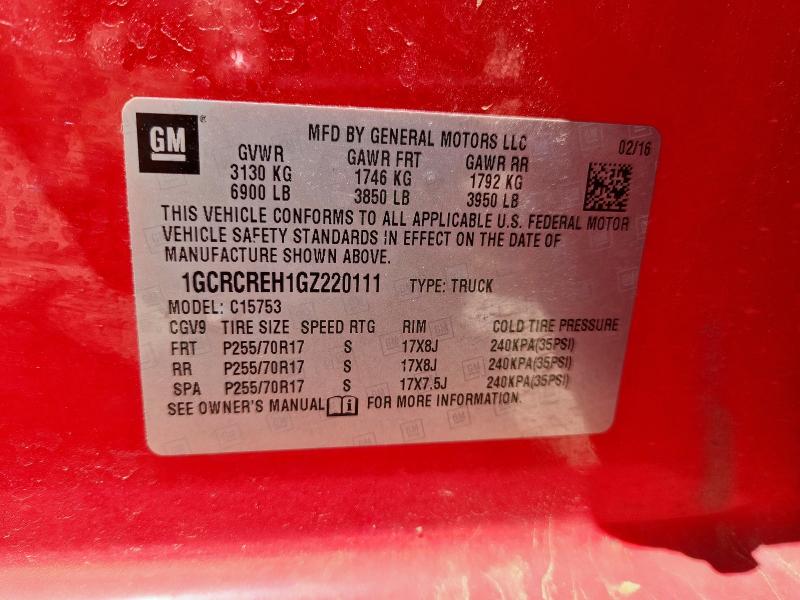 GM
MFD BY GENERAL MOTORS LLC
02/16
GVWR GAWR FRT GAWR RR
3130 KG 1746 KG 1792 KG
6900 LB 3850 LB 3950 LB
THIS VEHICLE CONFORMS TO ALL APPLICABLE U.S. FEDERAL MOTOR
VEHICLE SAFETY STANDARDS IN EFFECT ON THE DATE OF
MANUFACTURE SHOWN ABOVE.
1GCRCREH1GZ220111 TYPE: TRUCK
MODEL: C15753
CGV9 TIRE SIZE SPEED RTG RIM COLD TIRE PRESSURE
FRT P255/70R17 S 17X8J 240KPA(35PSI)
RR P255/70R17 S 17X8J 240KPA(35PSI)
SPA P255/70R17 S 17X7.5J 240KPA(35PSI)
SEE OWNER'S MANUAL FOR MORE INFORMATION.